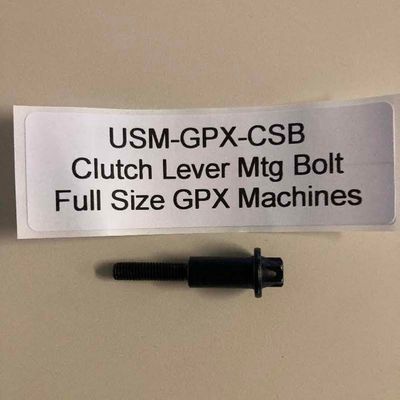 USM-GPX-CSB
Clutch Lever Mtg Bolt
Full Size GPX Machines